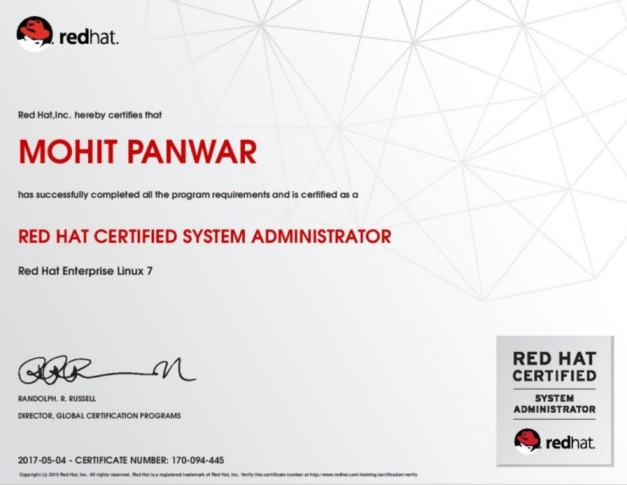 redhat.
Red Hat,Inc. hereby certifies that
MOHIT PANWAR
has successfully completed all the program requirements and is certified as a
RED HAT CERTIFIED SYSTEM ADMINISTRATOR
Red Hat Enterprise Linux 7
RANDOLPH. R. RUSSELL
DIRECTOR, GLOBAL CERTIFICATION PROGRAMS
2017-05-04 - CERTIFICATE NUMBER: 170-094-445
Copyright (c) 2010 Red Hat, Inc. All rights reserved. Red Hat is a registered trademark of Red Hat, Inc. Verify this certificate number at http://www.redhat.com/training/certification/verify
RED HAT
CERTIFIED
SYSTEM
ADMINISTRATOR
redhat.